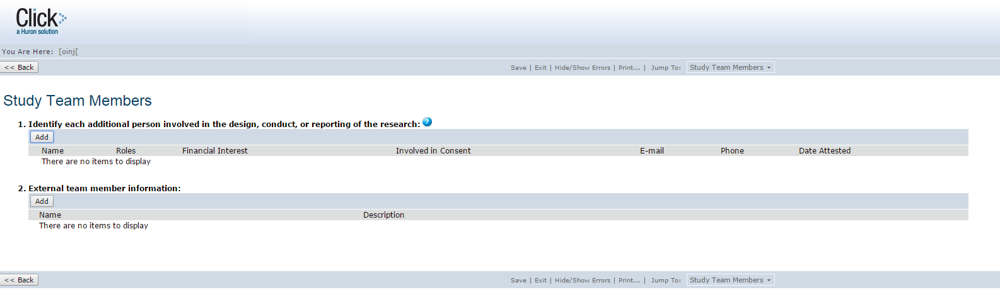 Click
a Huron solution
You Are Here: [oinj[
<< Back Save | Exit | Hide/Show Errors | Print... | Jump To: Study Team Members
Study Team Members
1. Identify each additional person involved in the design, conduct, or reporting of the research: ?
Add
Name Roles Financial Interest Involved in Consent E-mail Phone Date Attested
There are no items to display
2. External team member information:
Add
Name Description
There are no items to display
<< Back Save | Exit | Hide/Show Errors | Print... | Jump To: Study Team Members